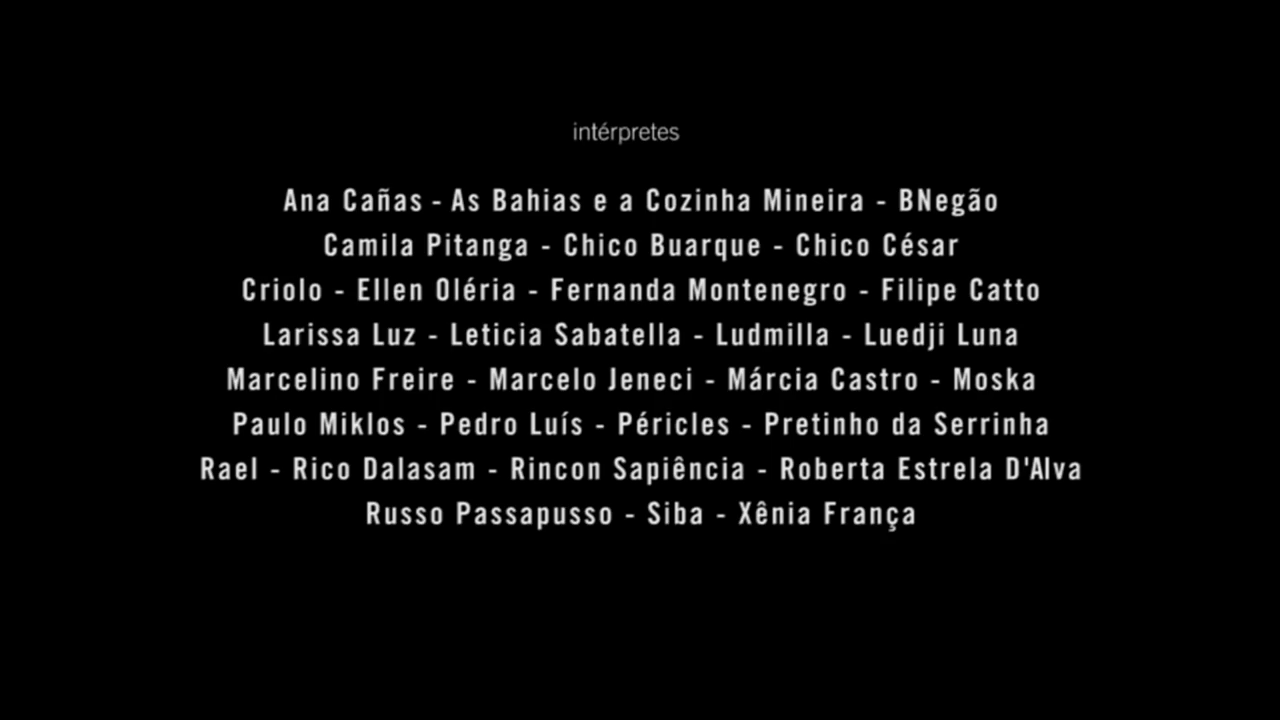 intérpretes
Ana Cañas - As Bahias e a Cozinha Mineira - BNegão
Camila Pitanga - Chico Buarque - Chico César
Criolo - Ellen Oléria - Fernanda Montenegro - Filipe Catto
Larissa Luz - Leticia Sabatella - Ludmilla - Luedji Luna
Marcelino Freire - Marcelo Jeneci - Márcia Castro - Moska
Paulo Miklos - Pedro Luís - Péricles - Pretinho da Serrinha
Rael - Rico Dalasam - Rincon Sapiência - Roberta Estrela D'Alva
Russo Passapusso - Siba - Xênia França